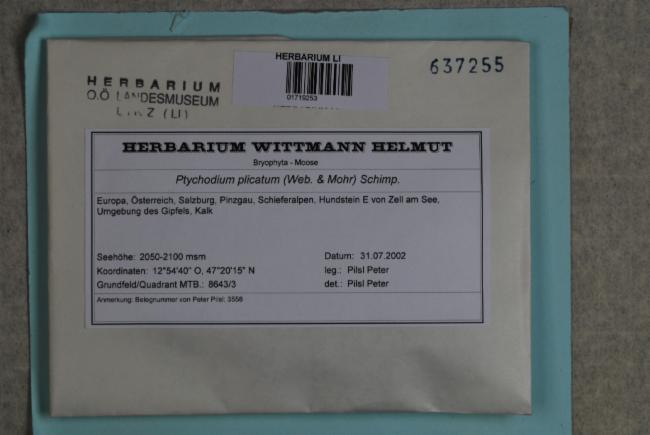 HERBARIUM LI
01719253
637255
HERBARIUM
O.Ö LANDESMUSEUM
LINZ (LI)
HERBARIUM WITTMANN HELMUT
Bryophyta - Moose
Ptychodium plicatum (Web. & Mohr) Schimp.
Europa, Österreich, Salzburg, Pinzgau, Schieferalpen, Hundstein E von Zell am See,
Umgebung des Gipfels, Kalk
Seehöhe: 2050-2100 msm Datum: 31.07.2002
Koordinaten: 12°54'40" O, 47°20'15" N leg.: Pilsl Peter
Grundfeld/Quadrant MTB.: 8643/3 det.: Pilsl Peter
Anmerkung: Belegnummer von Peter Pilsl: 3558